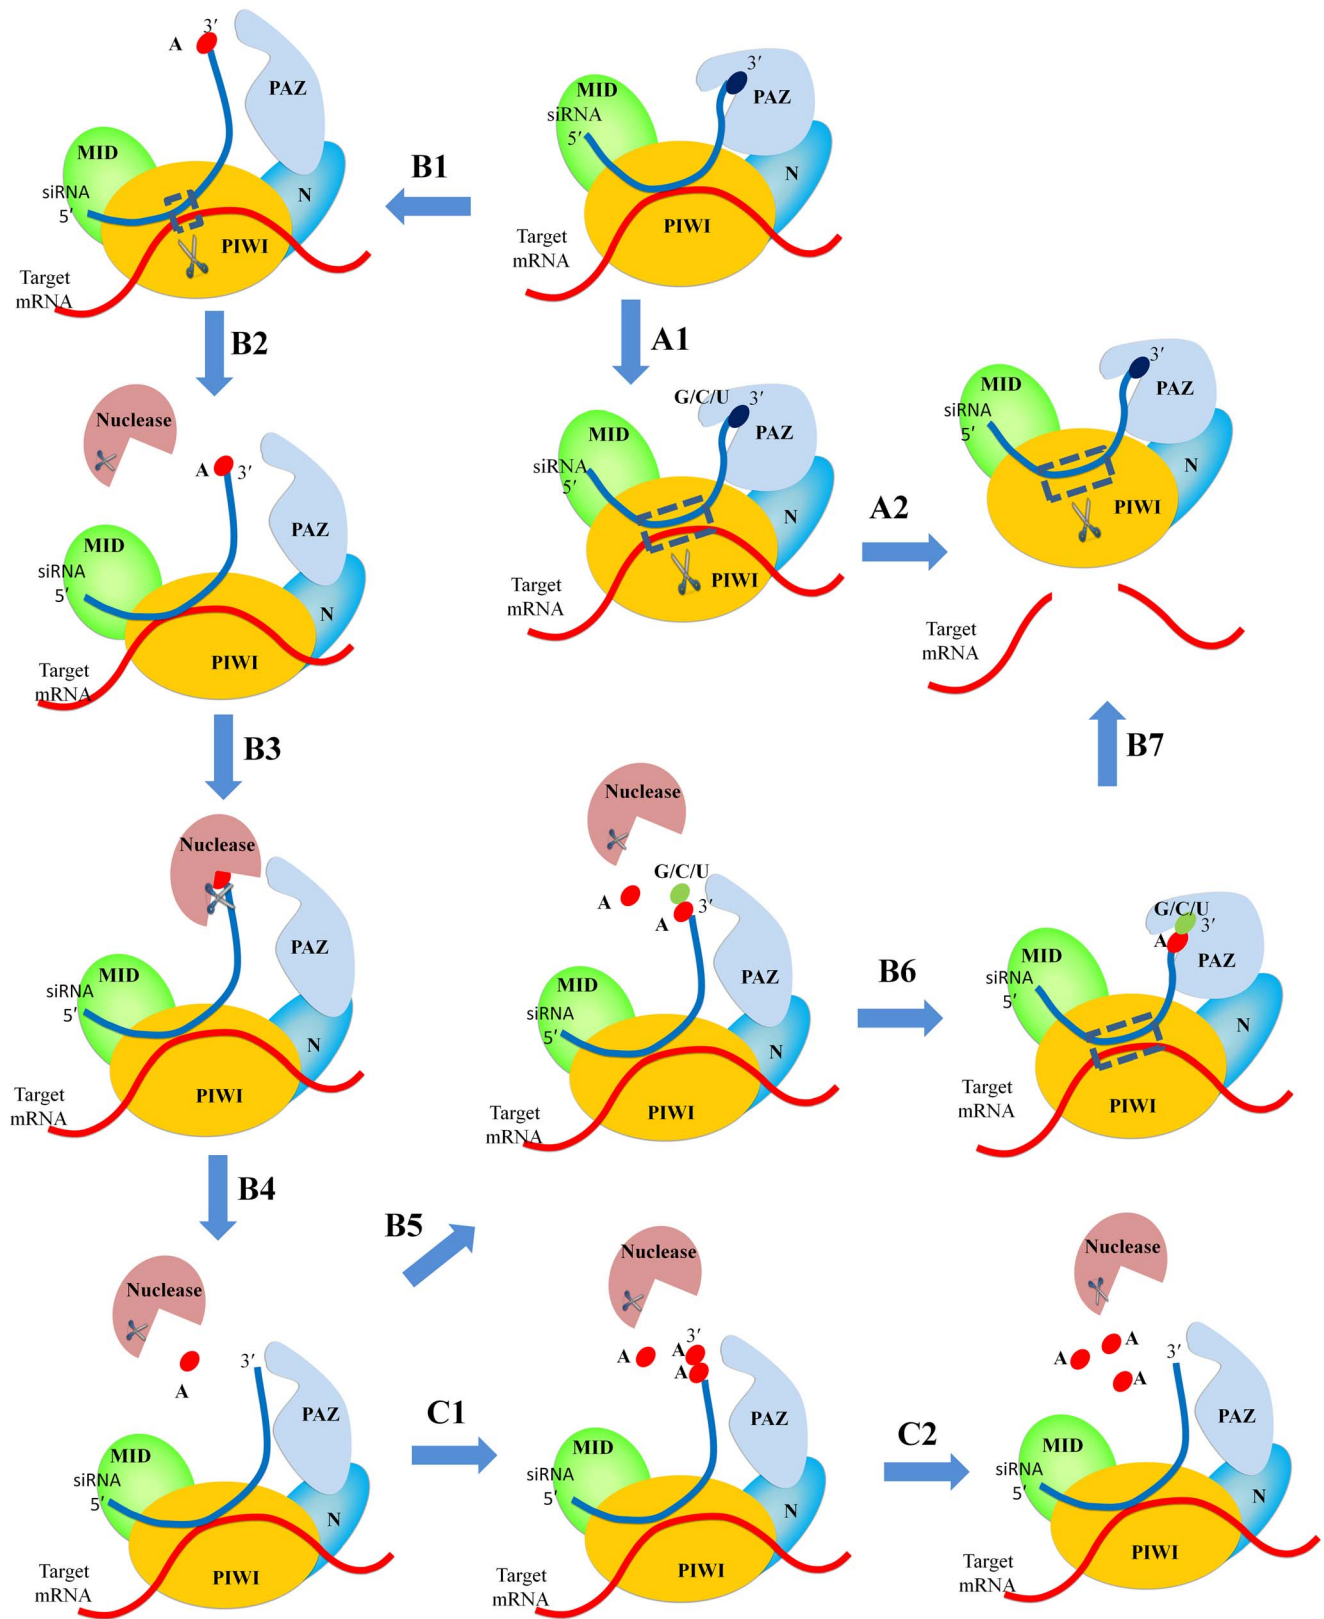 3′
A
PAZ
MID
siRNA
5′
N
PIWI
Target
mRNA
B1
3′
MID
PAZ
siRNA
5′
N
PIWI
Target
mRNA
B2
A1
Nuclease
A
3′
PAZ
MID
siRNA
5′
N
PIWI
Target
mRNA
G/C/U
3′
PAZ
MID
siRNA
5′
N
PIWI
Target
mRNA
A2
3′
MID
PAZ
siRNA
5′
N
PIWI
Target
mRNA
B3
B7
Nuclease
PAZ
MID
siRNA
5′
N
PIWI
Target
mRNA
Nuclease
G/C/U
A
3′
A
PAZ
MID
siRNA
5′
N
PIWI
Target
mRNA
B6
G/C/U
3′
A
PAZ
MID
siRNA
5′
N
PIWI
Target
mRNA
B4
B5
Nuclease
A
3′
PAZ
MID
siRNA
5′
N
PIWI
Target
mRNA
C1
Nuclease
3′
A
A
A
PAZ
MID
siRNA
5′
N
PIWI
Target
mRNA
C2
Nuclease
A
A
3′
A
PAZ
MID
siRNA
5′
N
PIWI
Target
mRNA